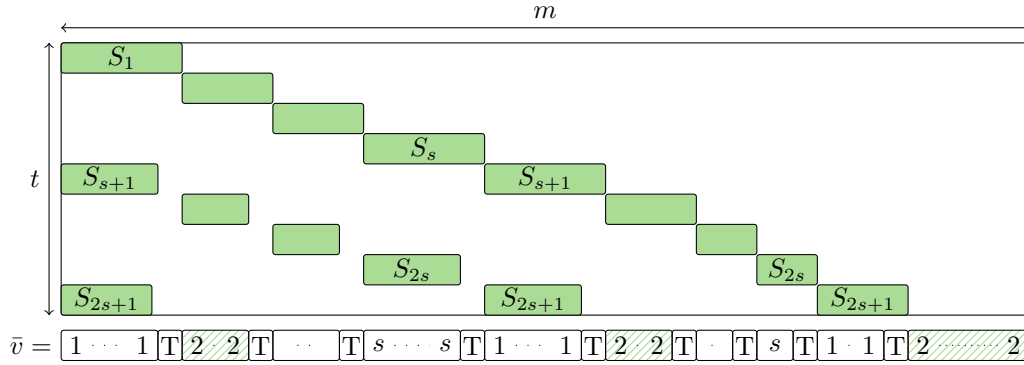 m
S₁
Sₛ
t
Sₛ₊₁ Sₛ₊₁
S₂ₛ S₂ₛ
S₂ₛ₊₁ S₂ₛ₊₁ S₂ₛ₊₁
v̄ = 1 ··· 1 T 2 · 2 T ·· T s ···· s T 1 ··· 1 T 2 · 2 T · T s T 1 · 1 T 2 ·········· 2